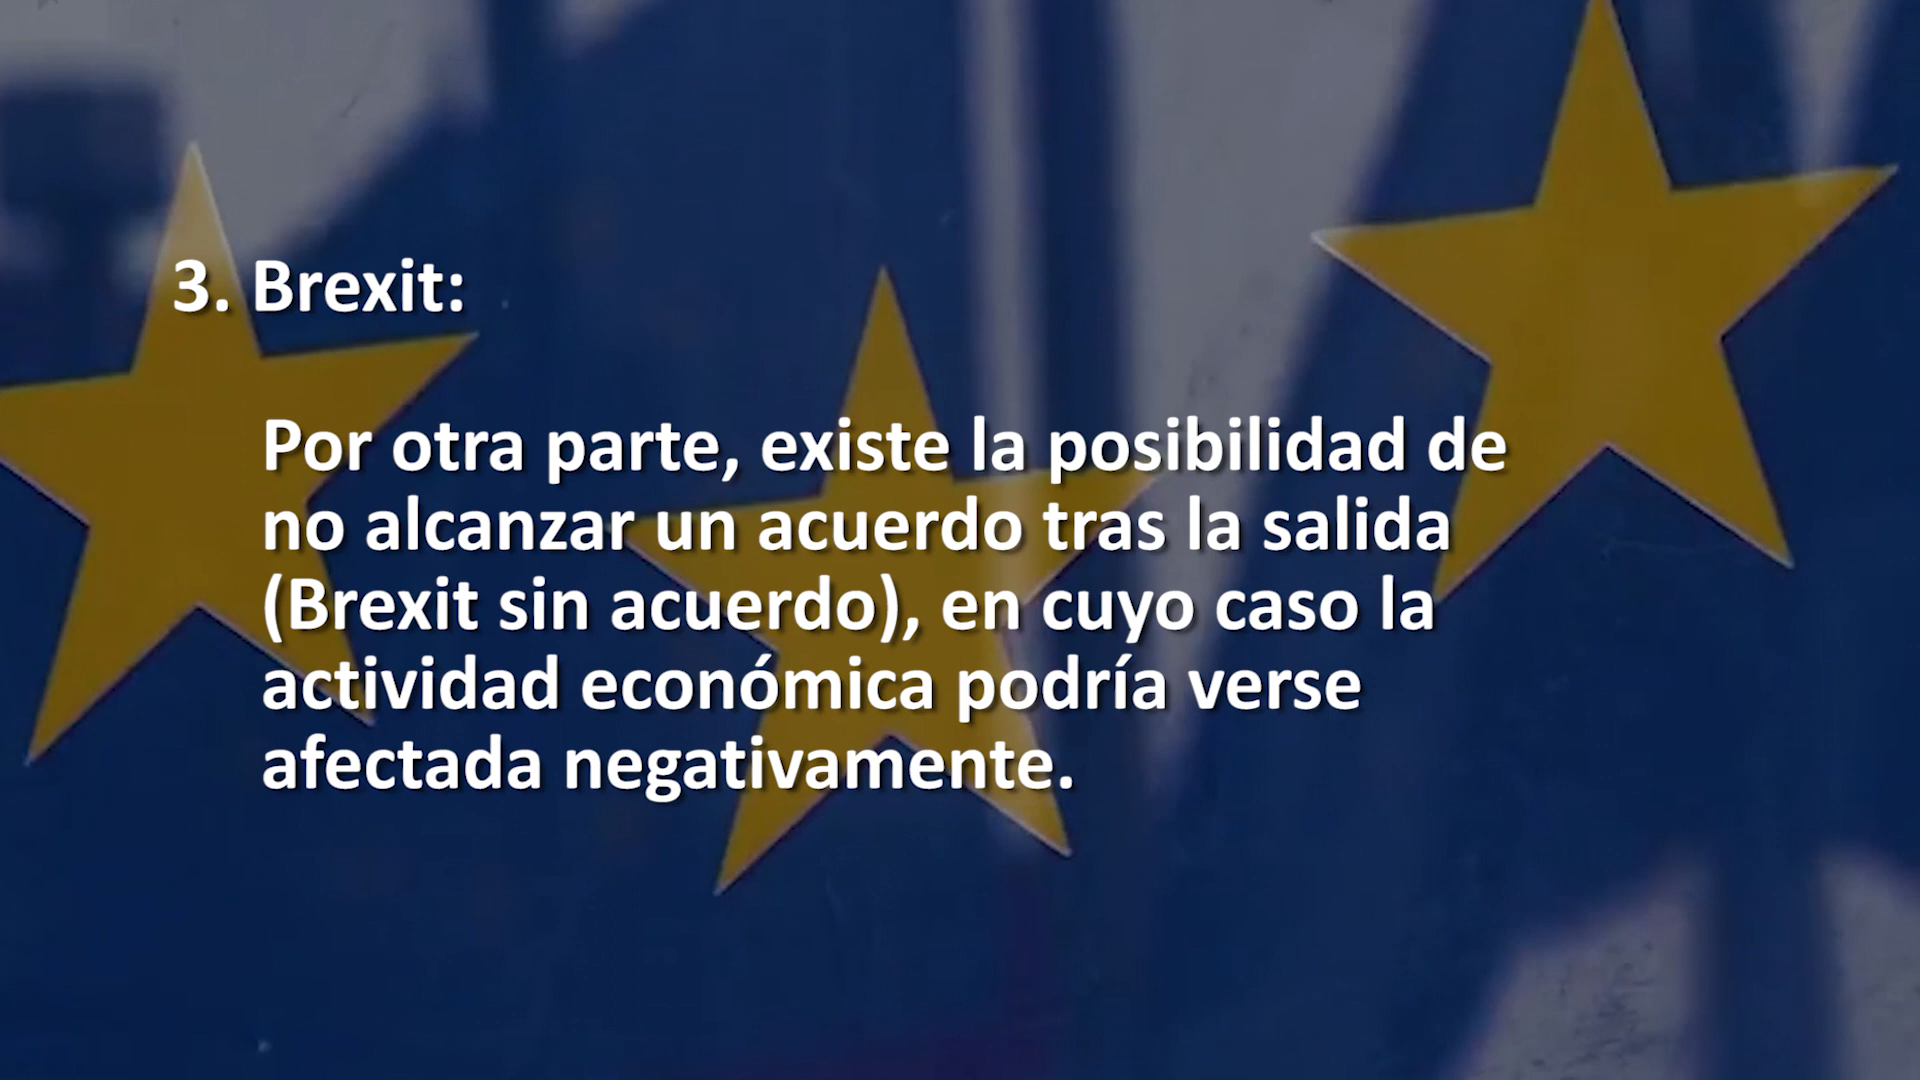 3. Brexit:
Por otra parte, existe la posibilidad de
no alcanzar un acuerdo tras la salida
(Brexit sin acuerdo), en cuyo caso la
actividad económica podría verse
afectada negativamente.